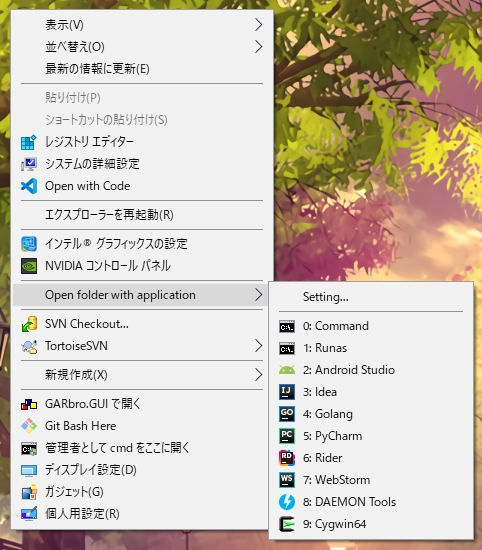 表示(V)
並べ替え(O)
最新の情報に更新(E)
貼り付け(P)
ショートカットの貼り付け(S)
レジストリ エディター
システムの詳細設定
Open with Code
エクスプローラーを再起動(R)
インテル® グラフィックスの設定
NVIDIA コントロール パネル
Open folder with application
SVN Checkout...
TortoiseSVN
新規作成(X)
GARbro.GUI で開く
Git Bash Here
管理者として cmd をここに開く
ディスプレイ設定(D)
ガジェット(G)
個人用設定(R)
Setting...
0: Command
1: Runas
2: Android Studio
3: Idea
4: Golang
5: PyCharm
6: Rider
7: WebStorm
8: DAEMON Tools
9: Cygwin64